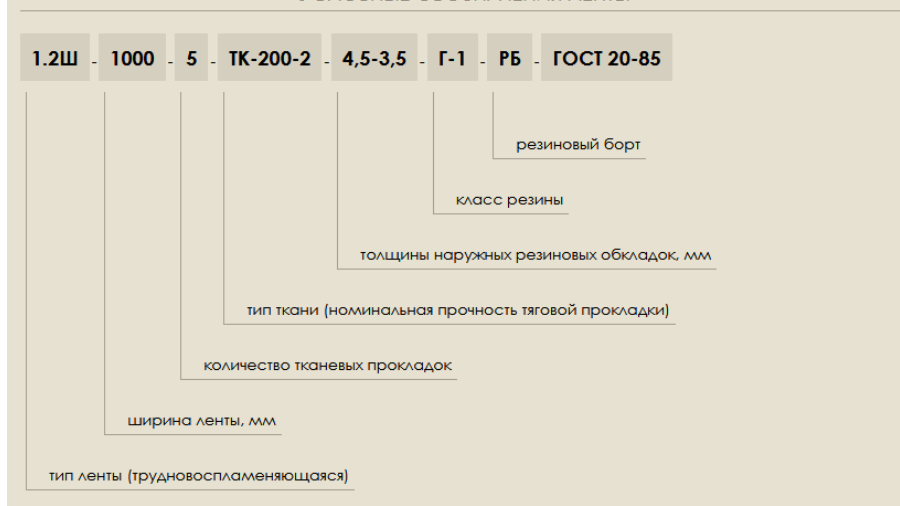 1.2Ш - 1000 - 5 - ТК-200-2 - 4,5-3,5 - Г-1 - РБ - ГОСТ 20-85
резиновый борт
класс резины
толщины наружных резиновых обкладок, мм
тип ткани (номинальная прочность тяговой прокладки)
количество тканевых прокладок
ширина ленты, мм
тип ленты (трудновоспламеняющаяся)